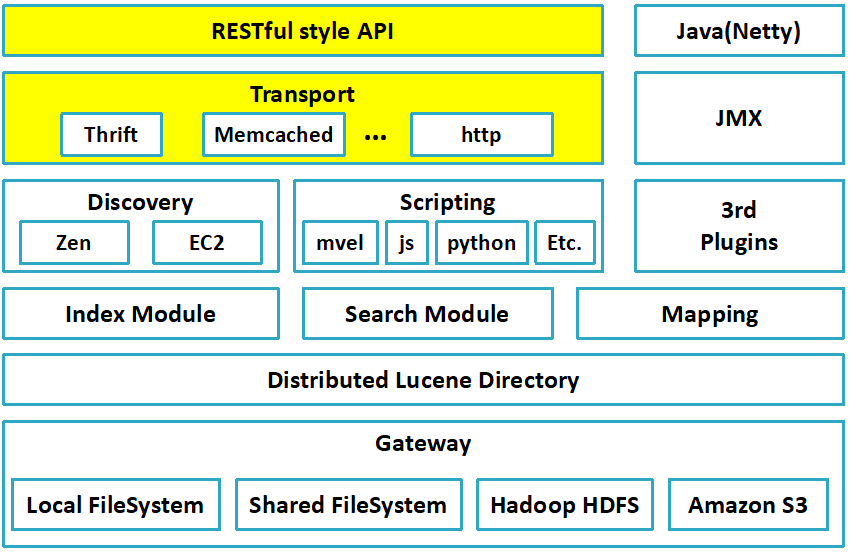 RESTful style API
Java(Netty)
Transport
Thrift
Memcached
...
http
JMX
Discovery
Zen
EC2
Scripting
mvel
js
python
Etc.
3rd
Plugins
Index Module
Search Module
Mapping
Distributed Lucene Directory
Gateway
Local FileSystem
Shared FileSystem
Hadoop HDFS
Amazon S3